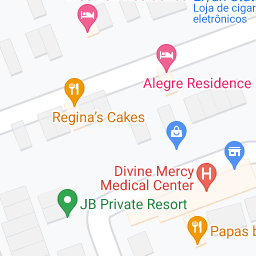 Loja de cigar
eletrônicos
Alegre Residence
Regina's Cakes
Divine Mercy
Medical Center
H
JB Private Resort
Papas b